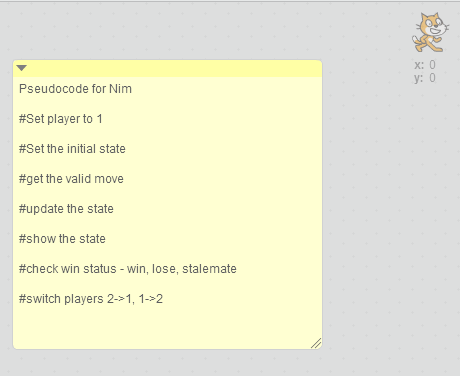 x: 0
y: 0
Pseudocode for Nim
#Set player to 1
#Set the initial state
#get the valid move
#update the state
#show the state
#check win status - win, lose, stalemate
#switch players 2->1, 1->2